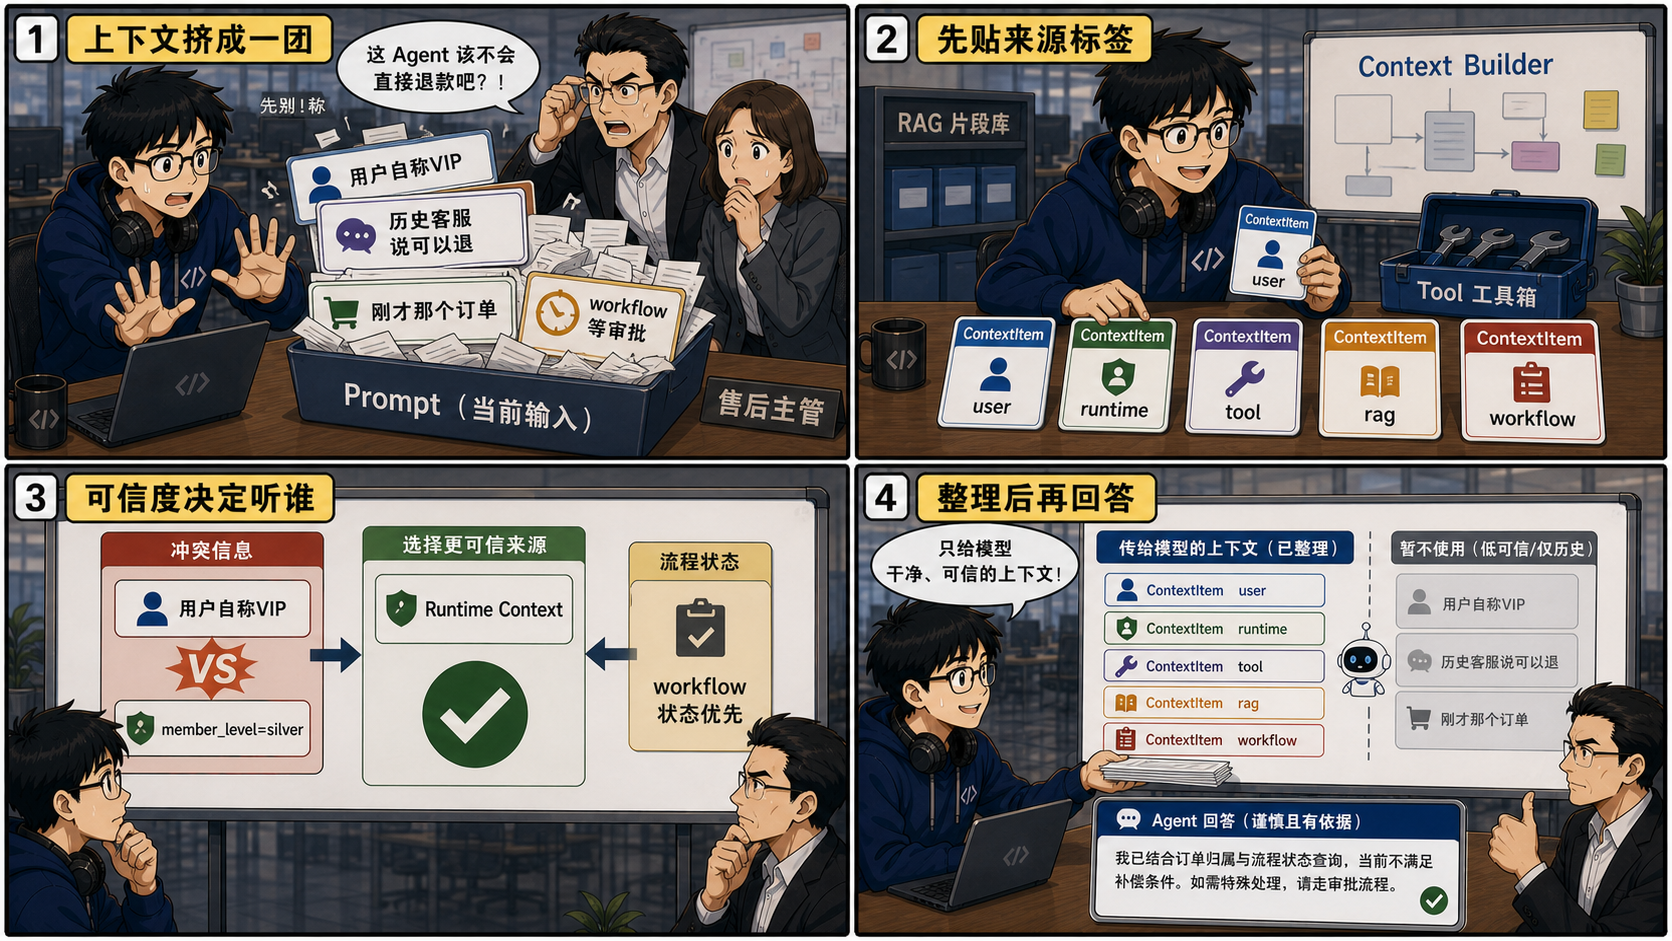 1 上下文挤成一团
这 Agent 该不会
直接退款吧？！
先别！称
用户自称VIP
历史客服
说可以退
刚才那个订单
workflow
等审批
Prompt（当前输入）
售后主管
</>
</>
</>
2 先贴来源标签
Context Builder
RAG 片段库
ContextItem
user
</>
</>
Tool 工具箱
ContextItem
user
ContextItem
runtime
ContextItem
tool
ContextItem
rag
ContextItem
workflow
3 可信度决定听谁
冲突信息
用户自称VIP
VS
member_level=silver
选择更可信来源
Runtime Context
流程状态
workflow
状态优先
4 整理后再回答
只给模型
干净、可信的上下文！
传给模型的上下文（已整理）
ContextItem user
ContextItem runtime
ContextItem tool
ContextItem rag
ContextItem workflow
暂不使用（低可信/仅历史）
用户自称VIP
历史客服说可以退
刚才那个订单
</>
</>
Agent 回答（谨慎且有依据）
我已结合订单归属与流程状态查询，当前不满足
补偿条件。如需特殊处理，请走审批流程。